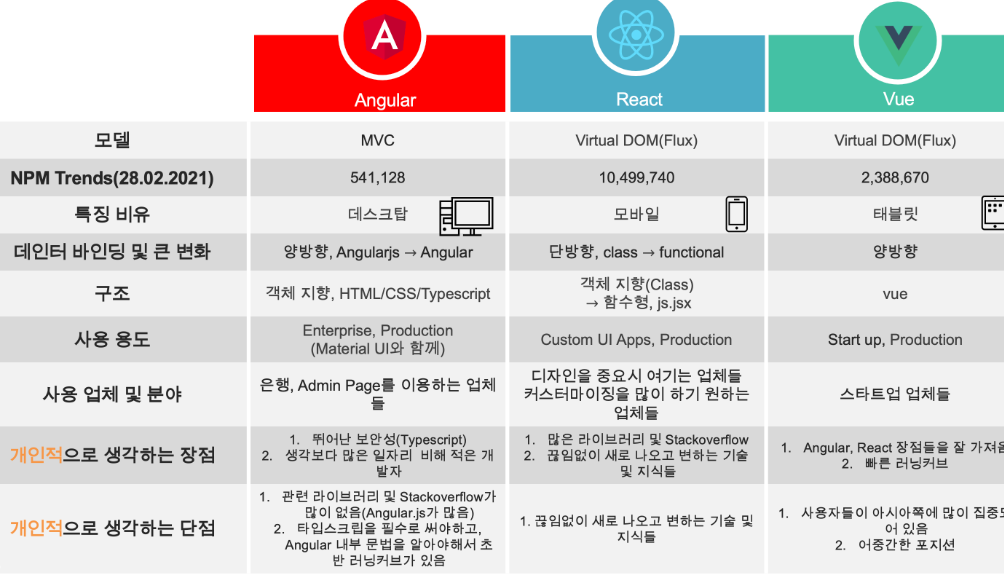 A
Angular
React
Vue
모델
MVC
Virtual DOM(Flux)
Virtual DOM(Flux)
NPM Trends(28.02.2021)
541,128
10,499,740
2,388,670
특징 비유
데스크탑
모바일
태블릿
데인터 바인딩 및 큰 변화
양방향, Angularjs → Angular
단방향, class → functional
양방향
구조
객체 지향, HTML/CSS/Typescript
객체 지향(Class)
→ 함수형, js.jsx
vue
사용 용도
Enterprise, Production
(Material UI와 함께)
Custom UI Apps, Production
Start up, Production
사용 업체 및 분야
은행, Admin Page를 이용하는 업체
들
디자인을 중요시 여기는 업체들
커스터마이징을 많이 하기 원하는
업체들
스타트업 업체들
개인적으로 생각하는 장점
1. 뛰어난 보안성(Typescript)
2. 생각보다 많은 일자리 비해 적은 개
발자
1. 많은 라이브러리 및 Stackoverflow
2. 끊임없이 새로 나오고 변하는 기술
및 지식들
1. Angular, React 장점들을 잘 가져옴
2. 빠른 러닝커브
개인적으로 생각하는 단점
1. 관련 라이브러리 및 Stackoverflow가
많이 없음(Angular.js가 많음)
2. 타입스크립을 필수로 써야하고,
Angular 내부 문법을 알아야해서 초
반 러닝커브가 있음
1. 끊임없이 새로 나오고 변하는 기술 및
지식들
1. 사용자들이 아시아쪽에 많이 집중되
어 있음
2. 어중간한 포지션